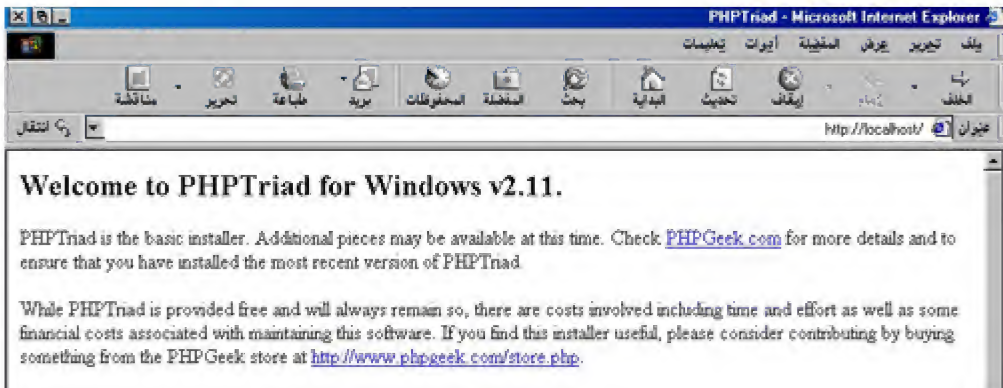 PHPTriad - Microsoft Internet Explorer
ملف تحرير عرض المفضلة أدوات تعليمات
الخلف إيقاف تحديث البداية بحث المفضلة المحفوظات بريد طباعة تحرير مناقشة
عنوان http://localhost/ انتقال
Welcome to PHPTriad for Windows v2.11.
PHPTriad is the basic installer. Additional pieces may be available at this time. Check PHPGeek.com for more details and to
ensure that you have installed the most recent version of PHPTriad
While PHPTriad is provided free and will always remain so, there are costs involved including time and effort as well as some
financial costs associated with maintaining this software. If you find this installer useful, please consider contributing by buying
something from the PHPGeek store at http://www.phpgeek.com/store.php.